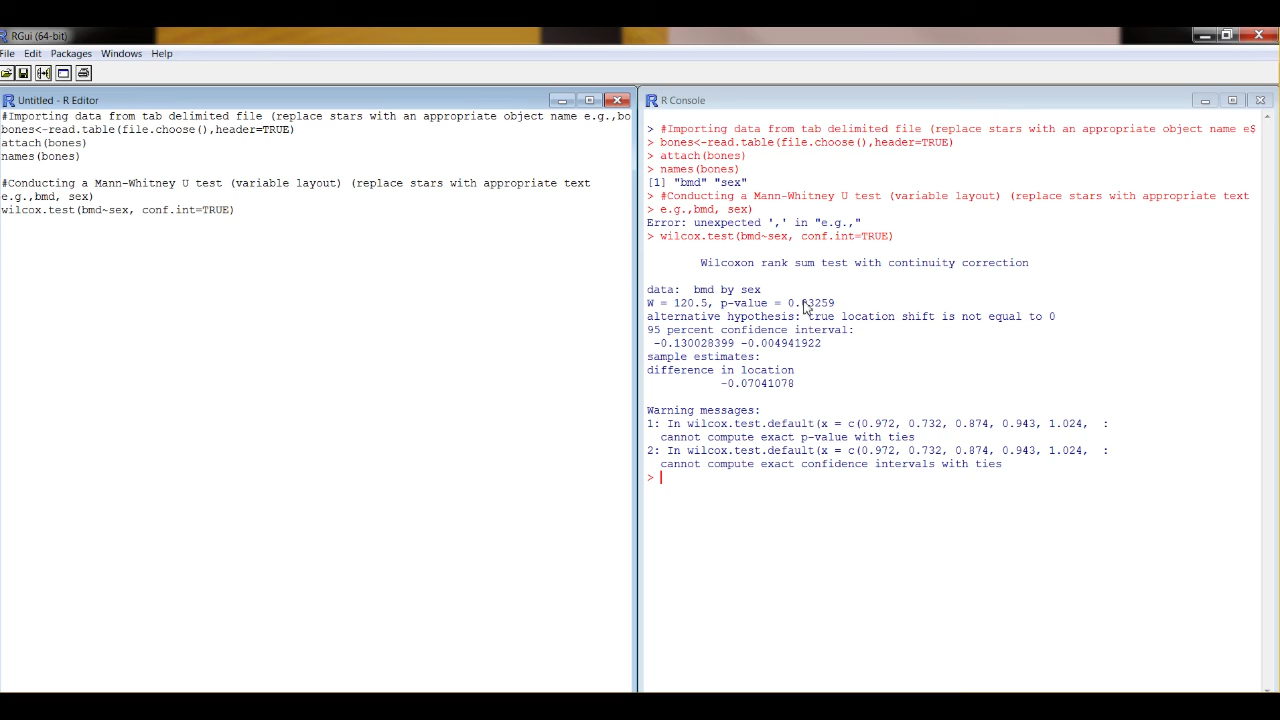 RGui (64-bit)
File Edit Packages Windows Help
Untitled - R Editor
#Importing data from tab delimited file (replace stars with an appropriate object name e.g.,bo
bones<-read.table(file.choose(),header=TRUE)
attach(bones)
names(bones)
#Conducting a Mann-Whitney U test (variable layout) (replace stars with appropriate text
e.g.,bmd, sex)
wilcox.test(bmd~sex, conf.int=TRUE)
R Console
> #Importing data from tab delimited file (replace stars with an appropriate object name e$
> bones<-read.table(file.choose(),header=TRUE)
> attach(bones)
> names(bones)
[1] "bmd" "sex"
> #Conducting a Mann-Whitney U test (variable layout) (replace stars with appropriate text
> e.g.,bmd, sex)
Error: unexpected ',' in "e.g.,"
> wilcox.test(bmd~sex, conf.int=TRUE)
Wilcoxon rank sum test with continuity correction
data: bmd by sex
W = 120.5, p-value = 0.03259
alternative hypothesis: true location shift is not equal to 0
95 percent confidence interval:
-0.130028399 -0.004941922
sample estimates:
difference in location
-0.07041078
Warning messages:
1: In wilcox.test.default(x = c(0.972, 0.732, 0.874, 0.943, 1.024, :
cannot compute exact p-value with ties
2: In wilcox.test.default(x = c(0.972, 0.732, 0.874, 0.943, 1.024, :
cannot compute exact confidence intervals with ties
>